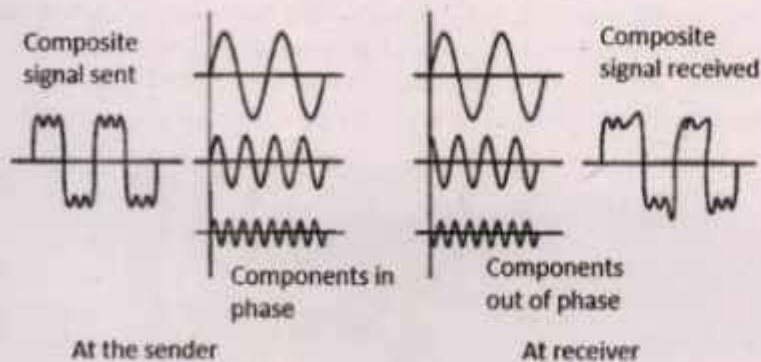 Composite
signal sent
Components in
phase
At the sender
Composite
signal received
Components
out of phase
At receiver